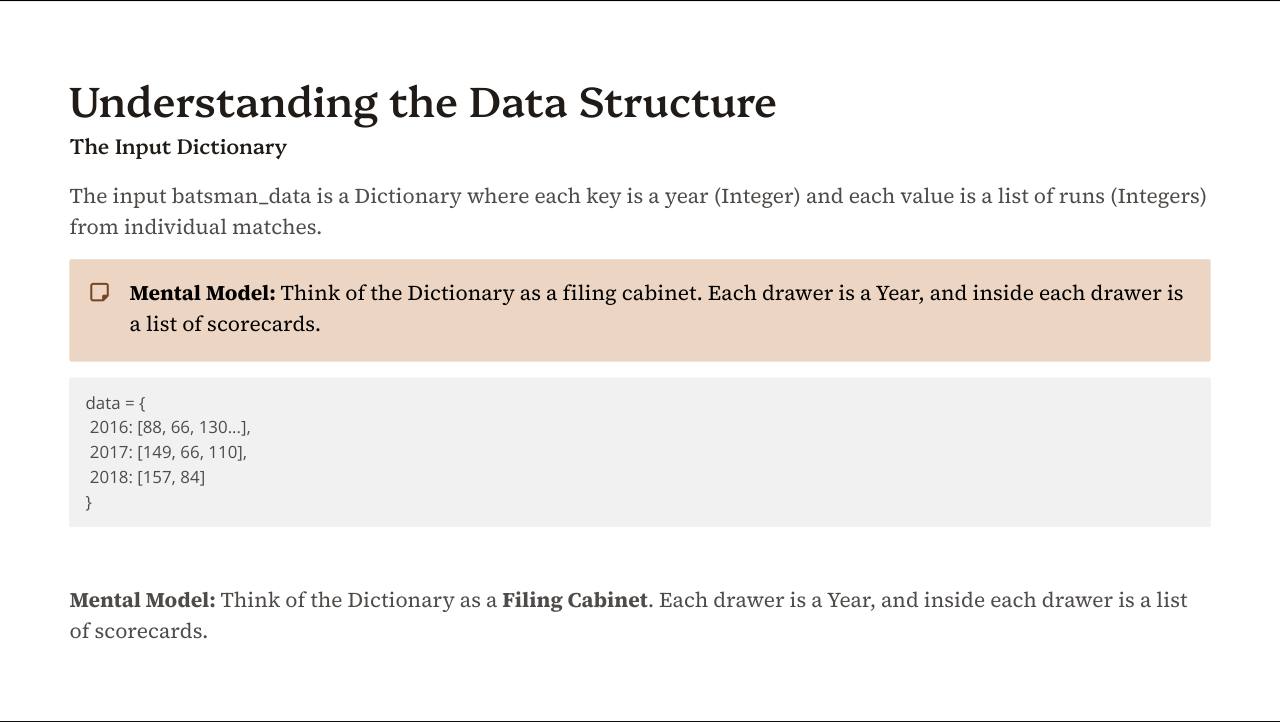 Understanding the Data Structure
The Input Dictionary
The input batsman_data is a Dictionary where each key is a year (Integer) and each value is a list of runs (Integers)
from individual matches.
Mental Model: Think of the Dictionary as a filing cabinet. Each drawer is a Year, and inside each drawer is
a list of scorecards.
data = {
2016: [88, 66, 130...],
2017: [149, 66, 110],
2018: [157, 84]
}
Mental Model: Think of the Dictionary as a Filing Cabinet. Each drawer is a Year, and inside each drawer is a list
of scorecards.